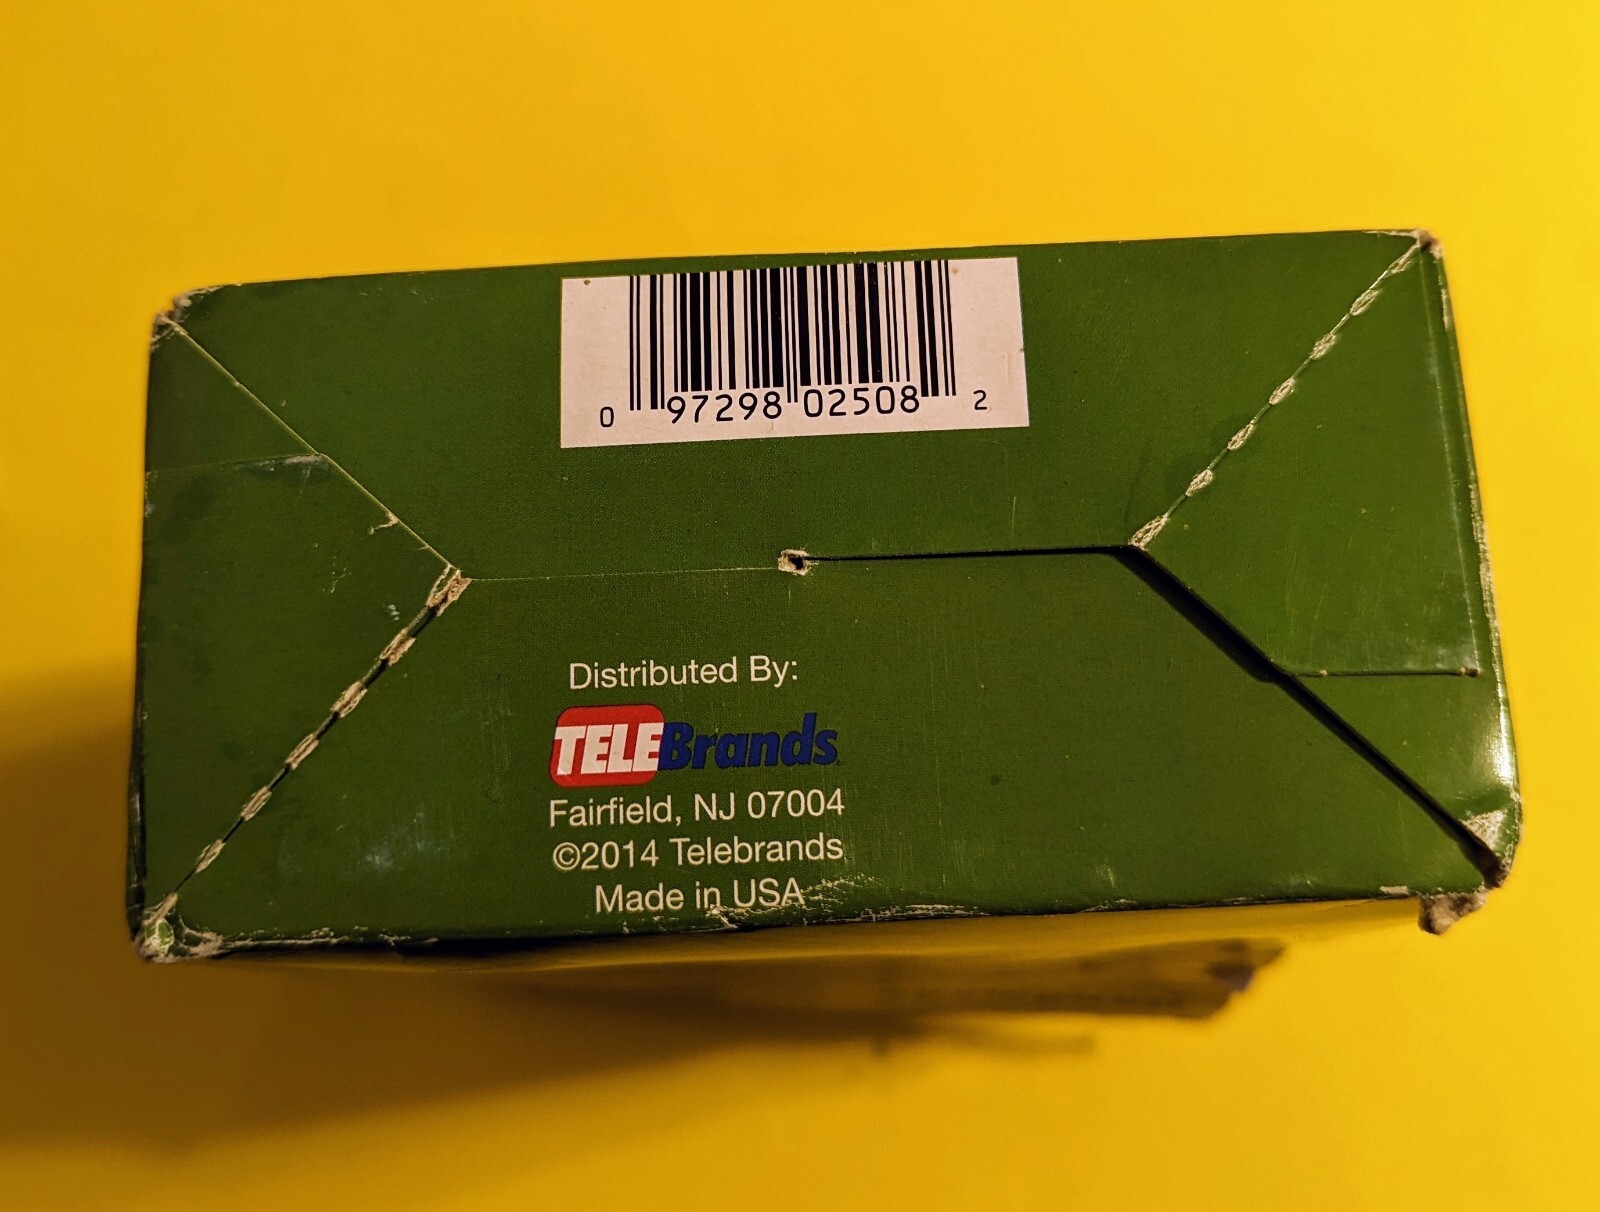 0 97298 02508 2
Distributed By:
TELEBrands
Fairfield, NJ 07004
©2014 Telebrands
Made in USA